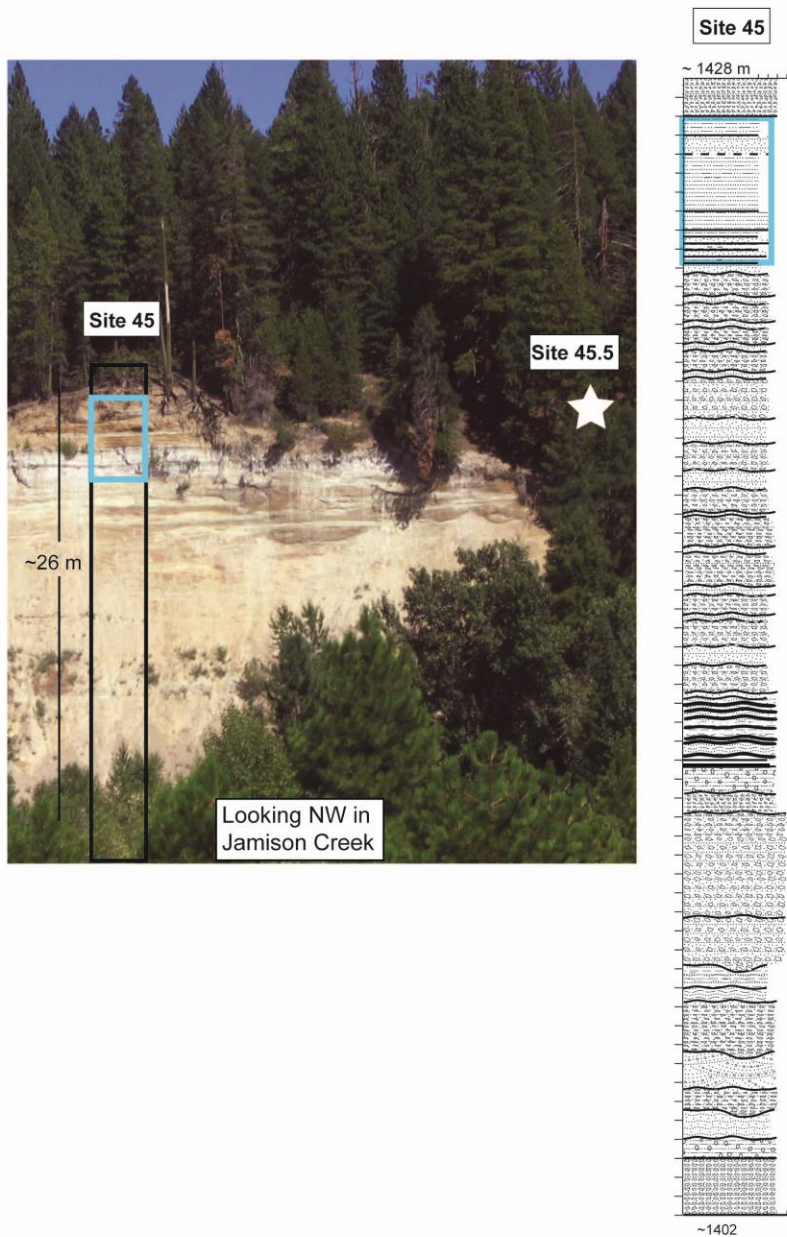 Site 45
~ 1428 m
Site 45
Site 45.5
~26 m
Looking NW in
Jamison Creek
~1402